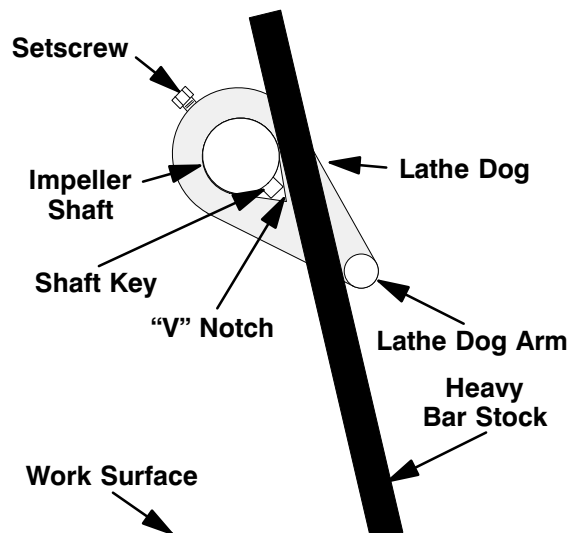 Setscrew
Impeller
Shaft
Lathe Dog
Shaft Key
“V” Notch
Lathe Dog Arm
Heavy
Bar Stock
Work Surface